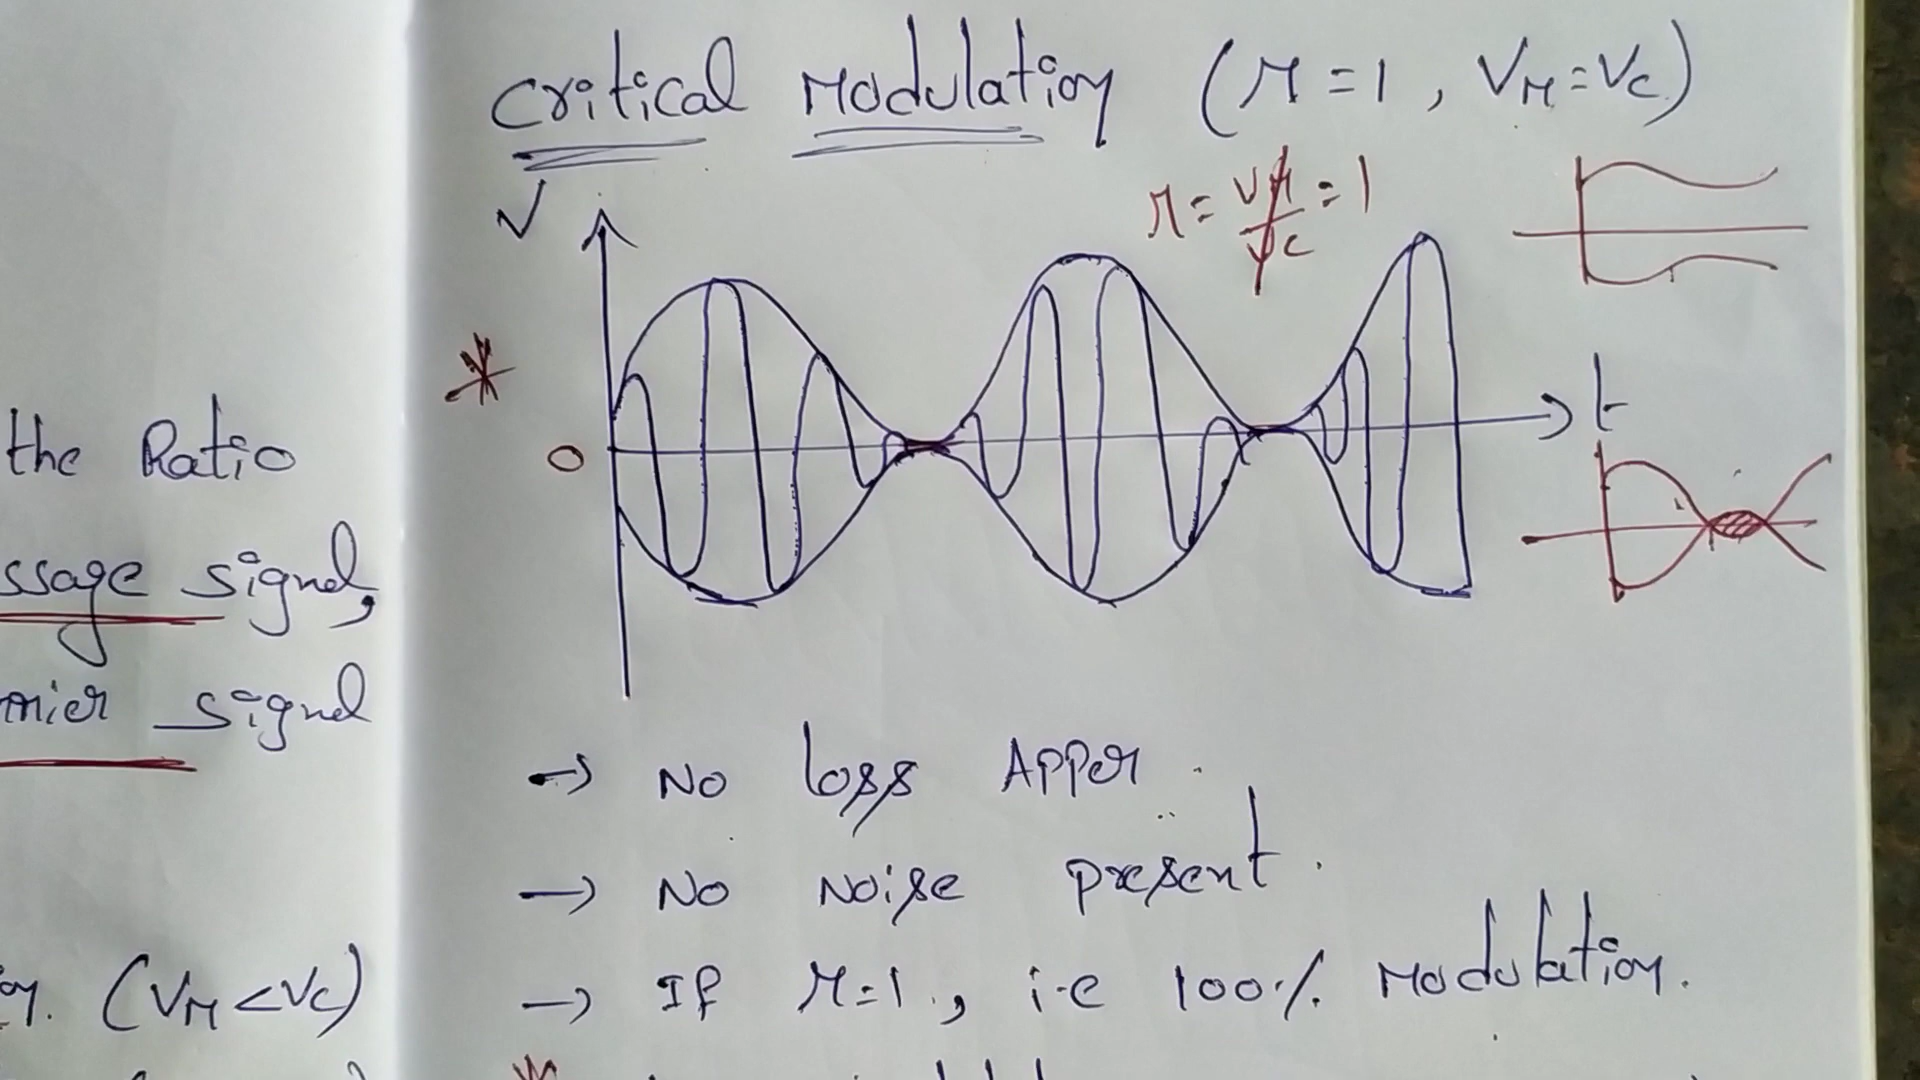 the Ratio
ssage signal,
rrier signal
(VM<VC)
Critical Modulation (M=1, VM=VC)
V
M = VM/VC = 1
0
t
→ No loss Apper.
→ No Noise present.
→ If M=1, i.e 100% Modulation.